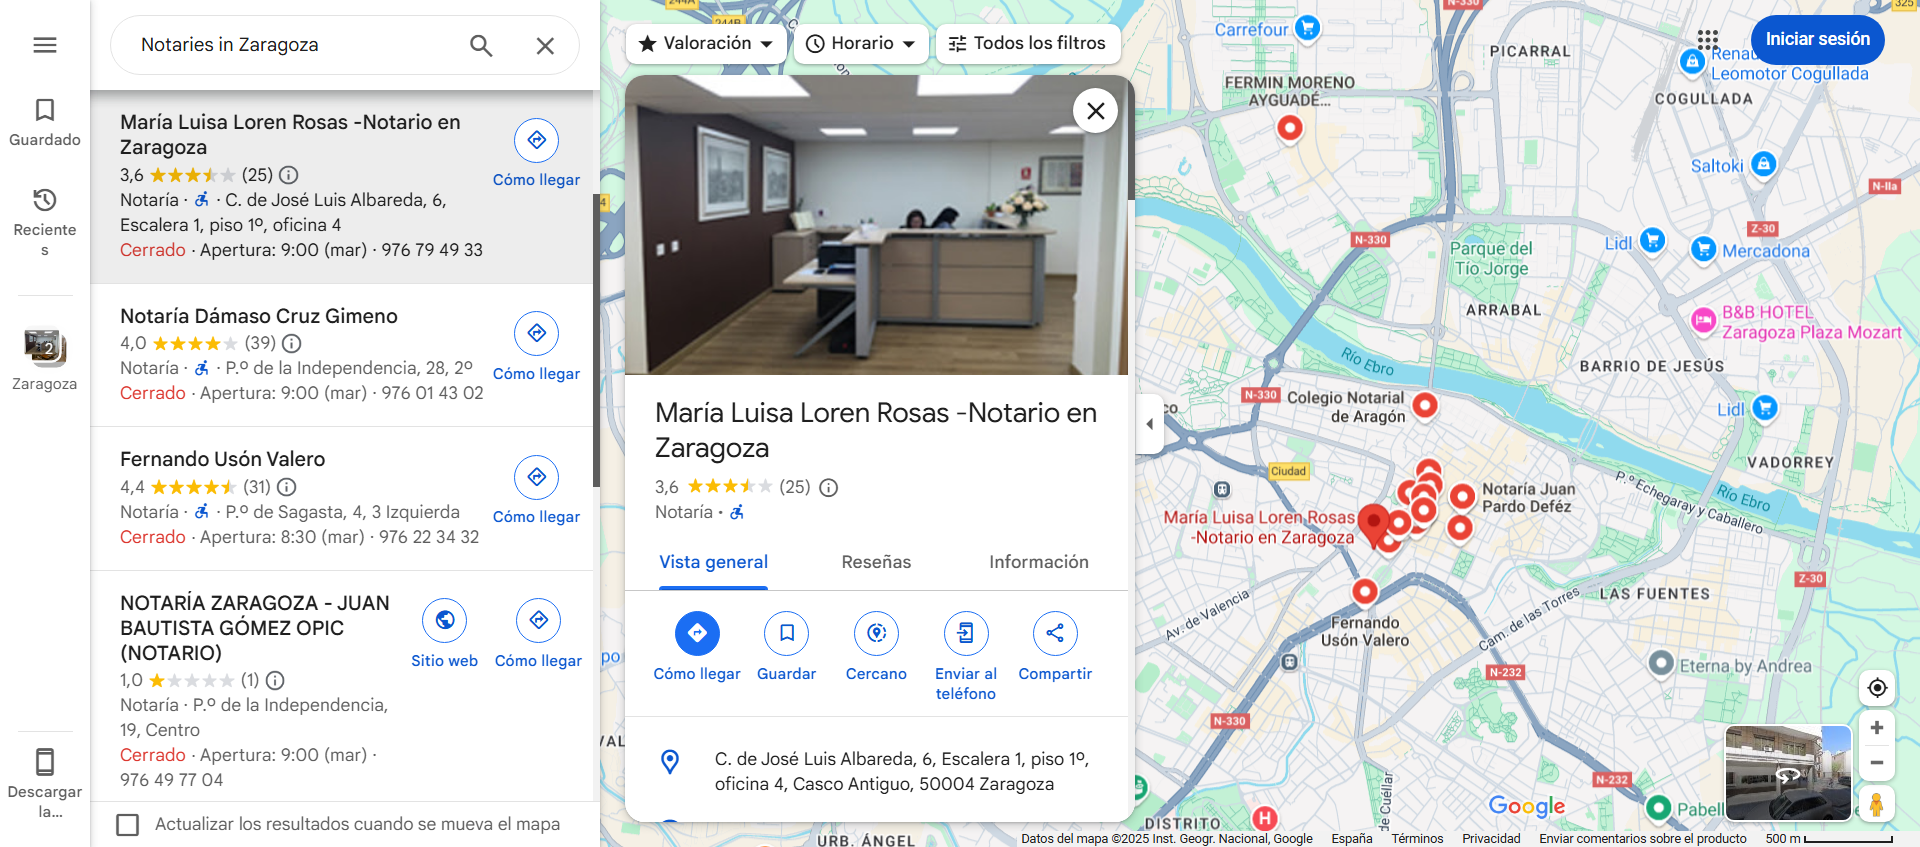 Notaries in Zaragoza
Guardado
Reciente
s
2
Zaragoza
Descargar
la...
María Luisa Loren Rosas -Notario en
Zaragoza
3,6 (25)
Notaría · · C. de José Luis Albareda, 6,
Escalera 1, piso 1º, oficina 4
Cerrado · Apertura: 9:00 (mar) · 976 79 49 33
Cómo llegar
Notaría Dámaso Cruz Gimeno
4,0 (39)
Notaría · · P.º de la Independencia, 28, 2º
Cerrado · Apertura: 9:00 (mar) · 976 01 43 02
Cómo llegar
Fernando Usón Valero
4,4 (31)
Notaría · · P.º de Sagasta, 4, 3 Izquierda
Cerrado · Apertura: 8:30 (mar) · 976 22 34 32
Cómo llegar
NOTARÍA ZARAGOZA - JUAN
BAUTISTA GÓMEZ OPIC
(NOTARIO)
1,0 (1)
Notaría · P.º de la Independencia,
19, Centro
Cerrado · Apertura: 9:00 (mar) ·
976 49 77 04
Sitio web
Cómo llegar
Actualizar los resultados cuando se mueva el mapa
Valoración
Horario
Todos los filtros
María Luisa Loren Rosas -Notario en
Zaragoza
3,6 (25)
Notaría ·
Vista general
Reseñas
Información
Cómo llegar
Guardar
Cercano
Enviar al
teléfono
Compartir
C. de José Luis Albareda, 6, Escalera 1, piso 1º,
oficina 4, Casco Antiguo, 50004 Zaragoza
Iniciar sesión
244A
244B
N-330
325
Carrefour
PICARRAL
Leomotor Cogullada
COGULLADA
FERMIN MORENO
AYGUADÉ...
Saltoki
N-IIa
Z-30
N-330
Lidl
Mercadona
Parque del
Tío Jorge
ARRABAL
B&B HOTEL
Zaragoza Plaza Mozart
Río Ebro
BARRIO DE JESÚS
N-330
Colegio Notarial
de Aragón
Lidl
Ciudad
VADORREY
P.º Echegaray y Caballero
Río Ebro
Notaría Juan
Pardo Deféz
María Luisa Loren Rosas
-Notario en Zaragoza
Z-30
LAS FUENTES
Av. de Valencia
Cam. de las Torres
Fernando
Usón Valero
Eterna by Andrea
N-232
N-330
N-232
de Cuéllar
Google
H
DISTRITO
URB. ÁNGEL
Datos del mapa ©2025 Inst. Geogr. Nacional, Google
España
Términos
Privacidad
Enviar comentarios sobre el producto
500 m